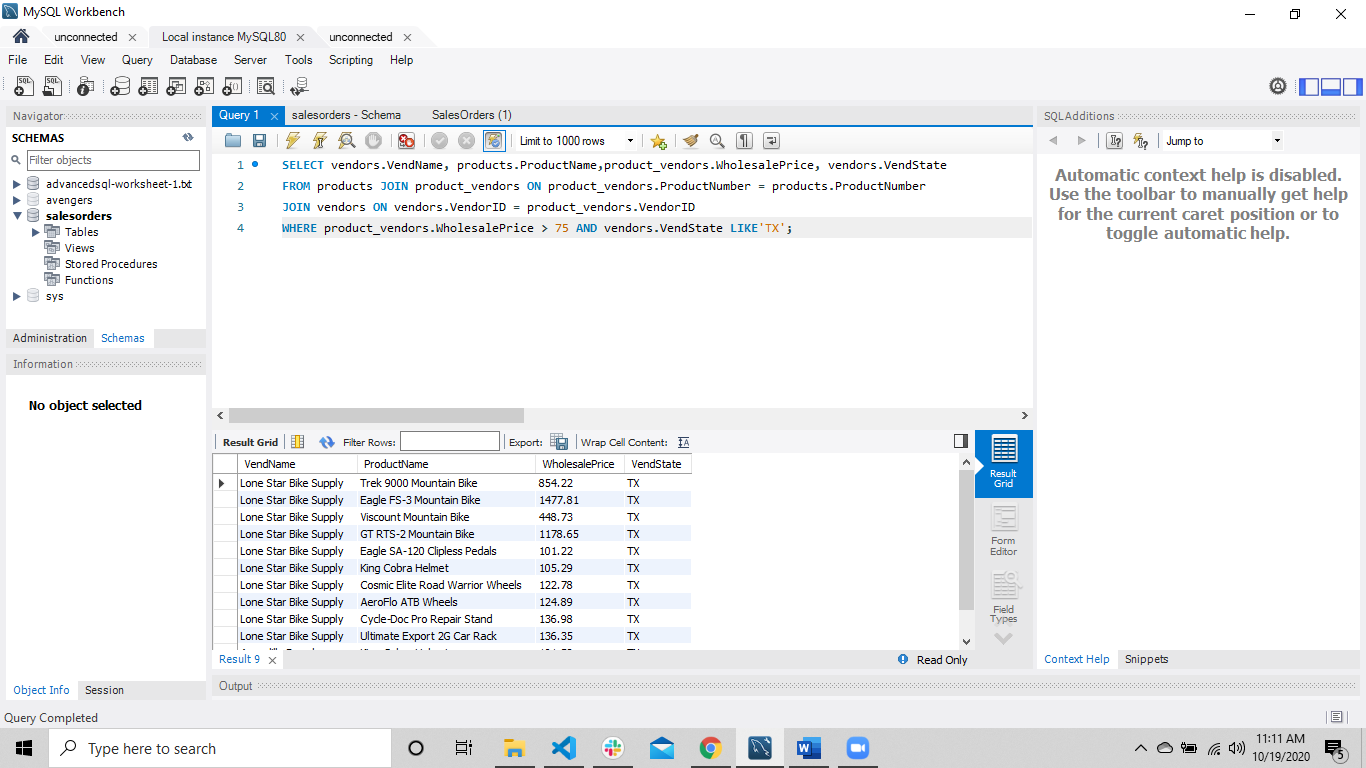 MySQL Workbench
unconnected
Local instance MySQL80
unconnected
File Edit View Query Database Server Tools Scripting Help
Navigator
SCHEMAS
Filter objects
advancedsql-worksheet-1.txt
avengers
salesorders
Tables
Views
Stored Procedures
Functions
sys
Administration Schemas
Information
No object selected
Object Info Session
Query 1
salesorders - Schema
SalesOrders (1)
Limit to 1000 rows
1 SELECT vendors.VendName, products.ProductName,product_vendors.WholesalePrice, vendors.VendState
2 FROM products JOIN product_vendors ON product_vendors.ProductNumber = products.ProductNumber
3 JOIN vendors ON vendors.VendorID = product_vendors.VendorID
4 WHERE product_vendors.WholesalePrice > 75 AND vendors.VendState LIKE'TX';
Result Grid Filter Rows: Export: Wrap Cell Content:
VendName ProductName WholesalePrice VendState
Lone Star Bike Supply Trek 9000 Mountain Bike 854.22 TX
Lone Star Bike Supply Eagle FS-3 Mountain Bike 1477.81 TX
Lone Star Bike Supply Viscount Mountain Bike 448.73 TX
Lone Star Bike Supply GT RTS-2 Mountain Bike 1178.65 TX
Lone Star Bike Supply Eagle SA-120 Clipless Pedals 101.22 TX
Lone Star Bike Supply King Cobra Helmet 105.29 TX
Lone Star Bike Supply Cosmic Elite Road Warrior Wheels 122.78 TX
Lone Star Bike Supply AeroFlo ATB Wheels 124.89 TX
Lone Star Bike Supply Cycle-Doc Pro Repair Stand 136.98 TX
Lone Star Bike Supply Ultimate Export 2G Car Rack 136.35 TX
Result 9
Read Only
Result
Grid
Form
Editor
Field
Types
Output
SQLAdditions
Jump to
Automatic context help is disabled.
Use the toolbar to manually get help
for the current caret position or to
toggle automatic help.
Context Help Snippets
Query Completed
Type here to search
11:11 AM
10/19/2020
5